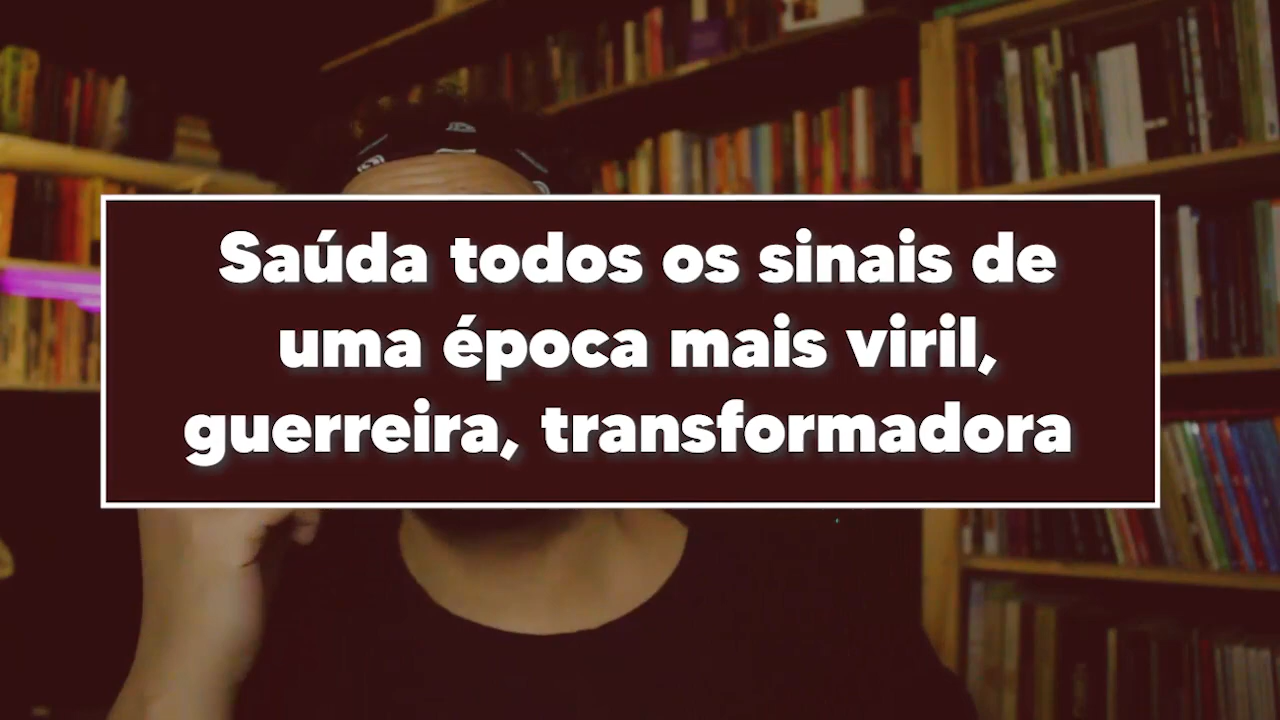 Saúda todos os sinais de
uma época mais viril,
guerreira, transformadora